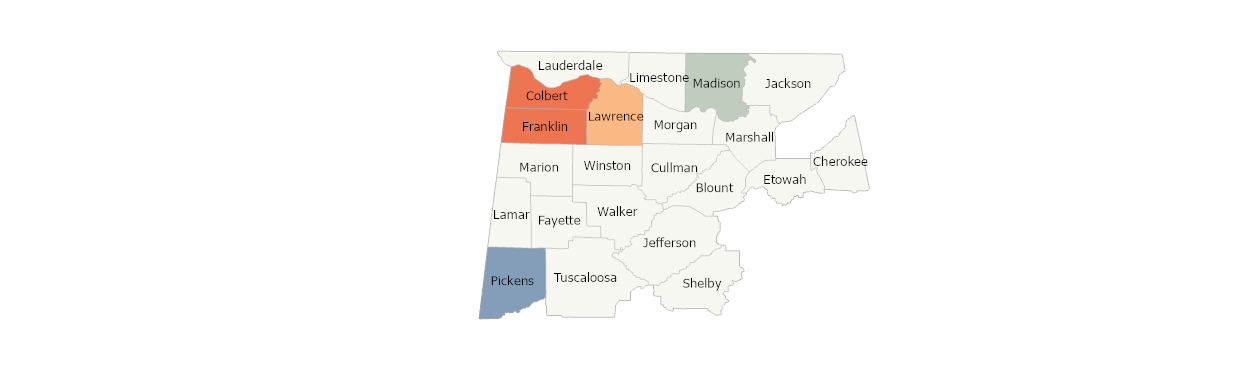 Lauderdale
Limestone
Madison
Jackson
Colbert
Lawrence
Franklin
Morgan
Marshall
Cherokee
Marion
Winston
Cullman
Etowah
Blount
Lamar
Fayette
Walker
Jefferson
Pickens
Tuscaloosa
Shelby